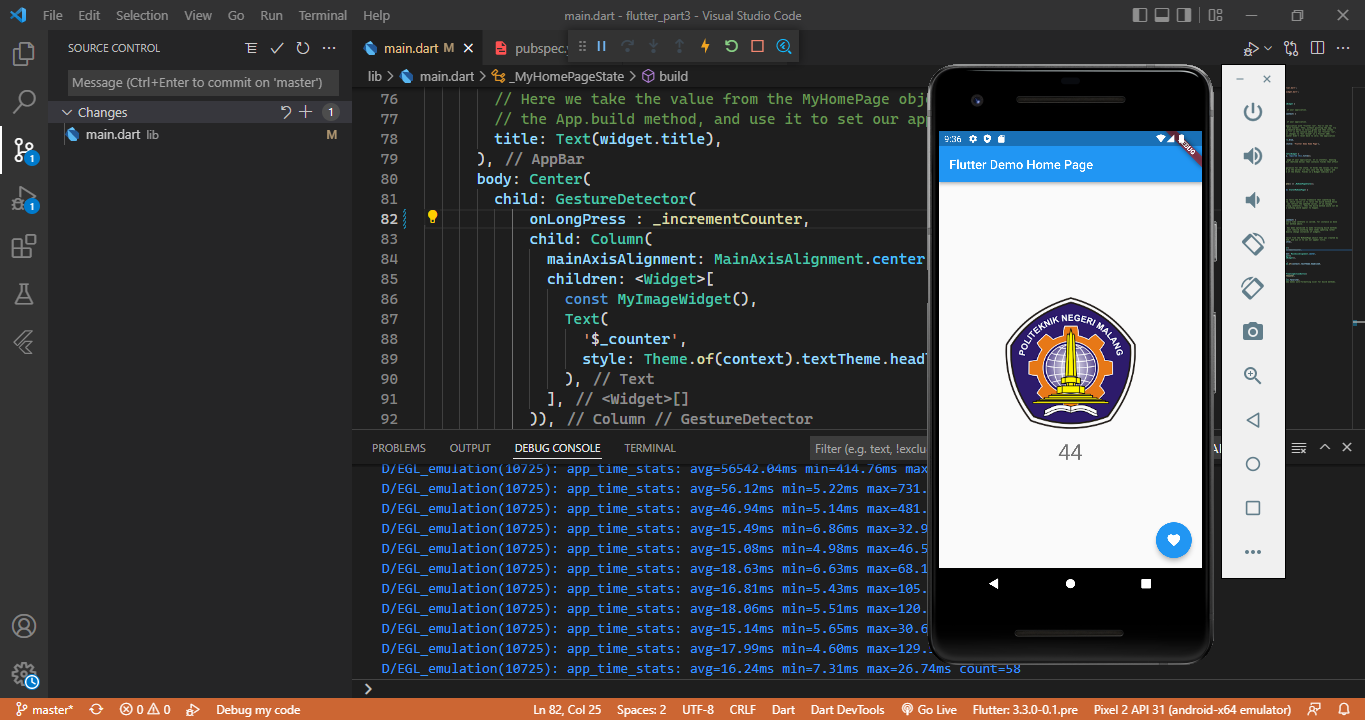 File Edit Selection View Go Run Terminal Help
main.dart - flutter_part3 - Visual Studio Code
SOURCE CONTROL
main.dart M
pubspec.
Message (Ctrl+Enter to commit on 'master')
lib > main.dart > _MyHomePageState > build
Changes
1
main.dart lib M
1
1
76 // Here we take the value from the MyHomePage obj
77 // the App.build method, and use it to set our app
78 title: Text(widget.title),
79 ), // AppBar
80 body: Center(
81 child: GestureDetector(
82 onLongPress : _incrementCounter,
83 child: Column(
84 mainAxisAlignment: MainAxisAlignment.center
85 children: <Widget>[
86 const MyImageWidget(),
87 Text(
88 '$_counter',
89 style: Theme.of(context).textTheme.head
90 ), // Text
91 ], // <Widget>[]
92 )), // Column // GestureDetector
PROBLEMS OUTPUT DEBUG CONSOLE TERMINAL
Filter (e.g. text, !exclu
D/EGL_emulation(10725): app_time_stats: avg=56542.04ms min=414.76ms max
D/EGL_emulation(10725): app_time_stats: avg=56.12ms min=5.22ms max=731.
D/EGL_emulation(10725): app_time_stats: avg=46.94ms min=5.14ms max=481.
D/EGL_emulation(10725): app_time_stats: avg=15.49ms min=6.86ms max=32.9
D/EGL_emulation(10725): app_time_stats: avg=15.08ms min=4.98ms max=46.5
D/EGL_emulation(10725): app_time_stats: avg=18.63ms min=6.63ms max=68.1
D/EGL_emulation(10725): app_time_stats: avg=16.81ms min=5.43ms max=105.
D/EGL_emulation(10725): app_time_stats: avg=18.06ms min=5.51ms max=120.
D/EGL_emulation(10725): app_time_stats: avg=15.14ms min=5.65ms max=30.6
D/EGL_emulation(10725): app_time_stats: avg=17.99ms min=4.60ms max=129.
D/EGL_emulation(10725): app_time_stats: avg=16.24ms min=7.31ms max=26.74ms count=58
9:36
DEBUG
Flutter Demo Home Page
POLITEKNIK NEGERI MALANG
44
master* 0 0 Debug my code Ln 82, Col 25 Spaces: 2 UTF-8 CRLF Dart Dart DevTools Go Live Flutter: 3.3.0-0.1.pre Pixel 2 API 31 (android-x64 emulator)